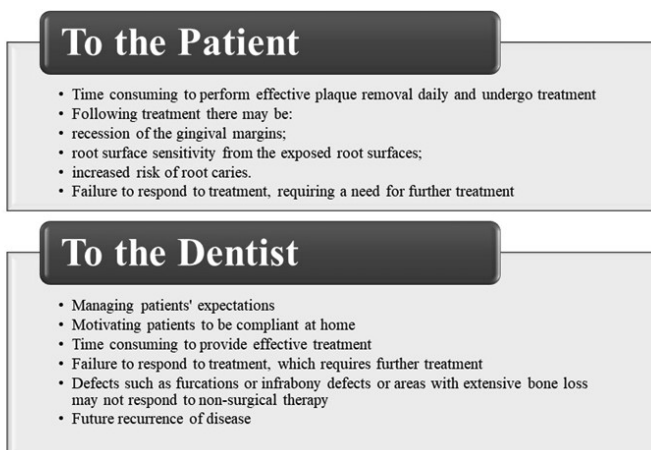 To the Patient
• Time consuming to perform effective plaque removal daily and undergo treatment
• Following treatment there may be:
• recession of the gingival margins;
• root surface sensitivity from the exposed root surfaces;
• increased risk of root caries.
• Failure to respond to treatment, requiring a need for further treatment
To the Dentist
• Managing patients' expectations
• Motivating patients to be compliant at home
• Time consuming to provide effective treatment
• Failure to respond to treatment, which requires further treatment
• Defects such as furcations or infrabony defects or areas with extensive bone loss
may not respond to non-surgical therapy
• Future recurrence of disease